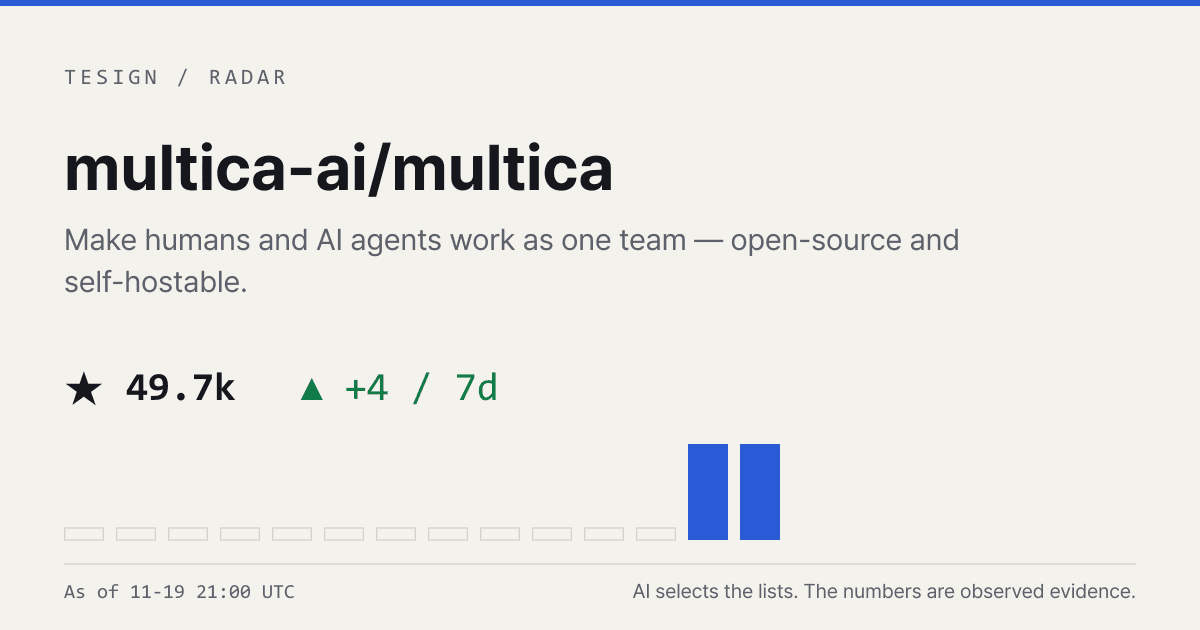 TESIGN / RADAR
multica-ai/multica
Make humans and AI agents work as one team — open-source and
self-hostable.
★ 49.7k ▲ +4 / 7d
As of 11-19 21:00 UTC
AI selects the lists. The numbers are observed evidence.